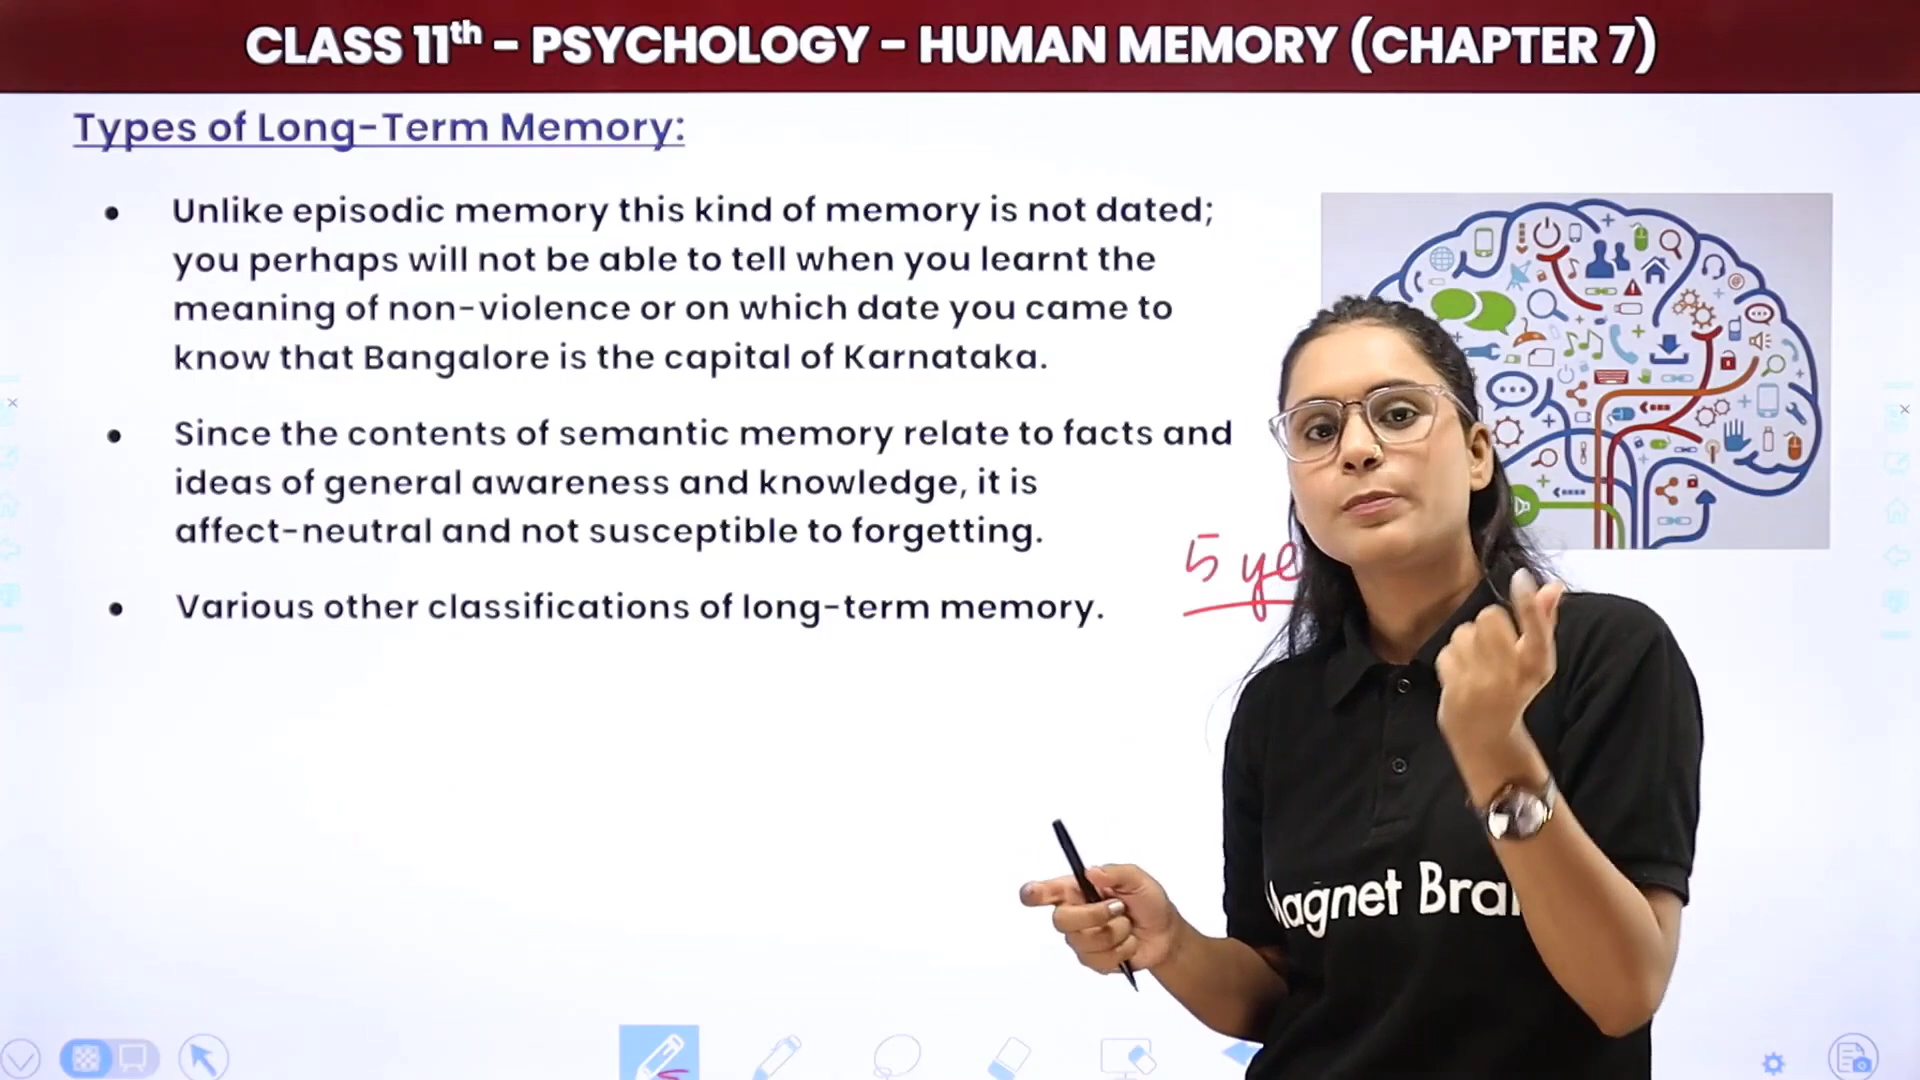 CLASS 11th - PSYCHOLOGY - HUMAN MEMORY (CHAPTER 7)
Types of Long-Term Memory:
Unlike episodic memory this kind of memory is not dated;
you perhaps will not be able to tell when you learnt the
meaning of non-violence or on which date you came to
know that Bangalore is the capital of Karnataka.
Since the contents of semantic memory relate to facts and
ideas of general awareness and knowledge, it is
affect-neutral and not susceptible to forgetting.
5 ye
Various other classifications of long-term memory.
Magnet Brai